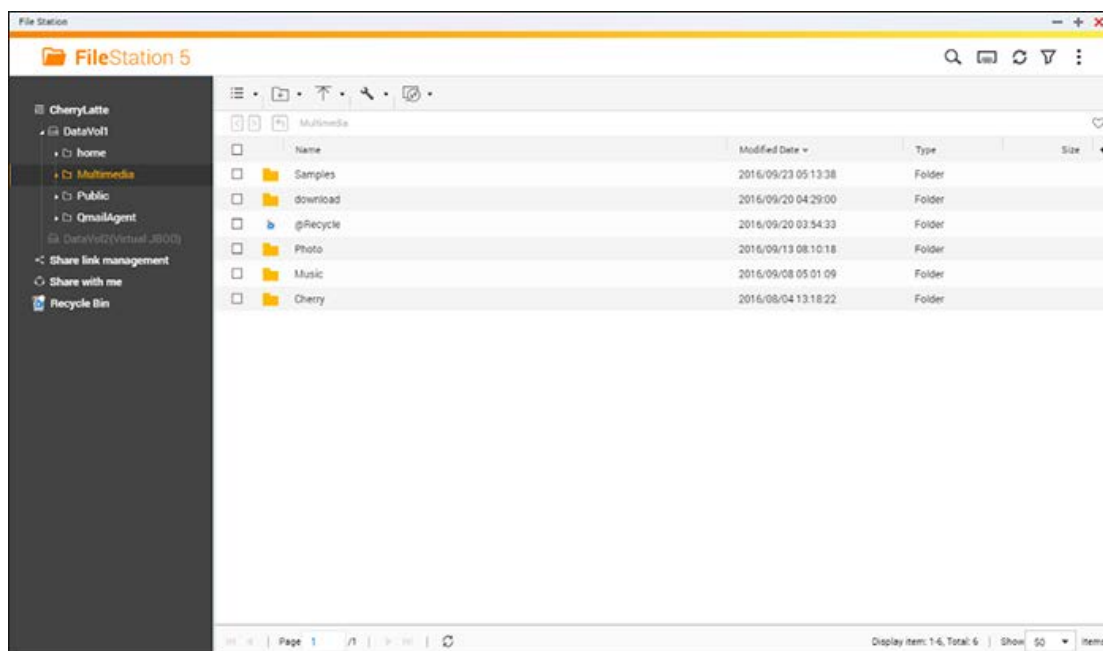 File Station
FileStation 5
CherryLatte
DataVol1
home
Multimedia
Public
QmailAgent
DataVol2(Virtual JBOD)
Share link management
Share with me
Recycle Bin
Multimedia
Name Modified Date Type Size
Samples 2016/09/23 05:13:38 Folder
download 2016/09/20 04:29:00 Folder
@Recycle 2016/09/20 03:54:33 Folder
Photo 2016/09/13 08:10:18 Folder
Music 2016/09/08 05:01:09 Folder
Cherry 2016/08/04 13:18:22 Folder
Page 1 /1 Display item: 1-6, Total: 6 | Show 50 Items